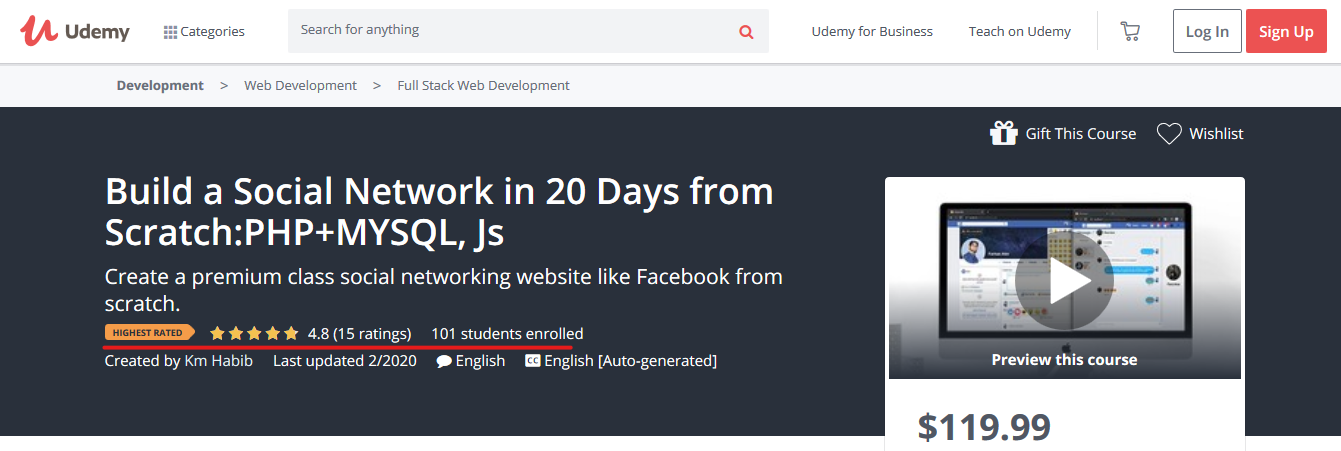 Udemy
Categories
Search for anything
Udemy for Business
Teach on Udemy
Log In
Sign Up
Development > Web Development > Full Stack Web Development
Gift This Course
Wishlist
Build a Social Network in 20 Days from
Scratch:PHP+MYSQL, Js
Create a premium class social networking website like Facebook from
scratch.
HIGHEST RATED 4.8 (15 ratings) 101 students enrolled
Created by Km Habib Last updated 2/2020 English CC English [Auto-generated]
Preview this course
$119.99